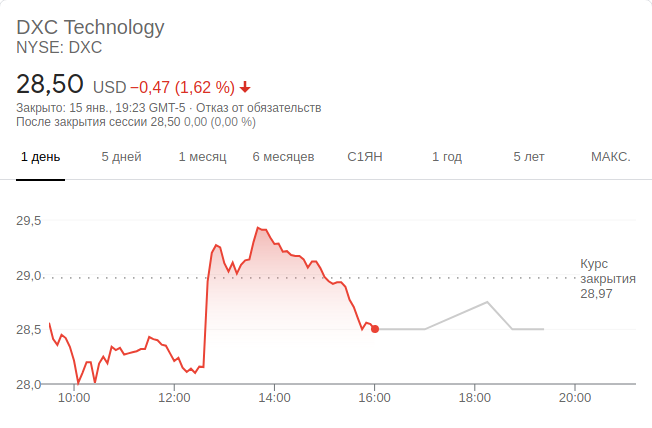 DXC Technology
NYSE: DXC
28,50 USD −0,47 (1,62 %)
Закрыто: 15 янв., 19:23 GMT-5 · Отказ от обязательств
После закрытия сессии 28,50 0,00 (0,00 %)
1 день 5 дней 1 месяц 6 месяцев С1ЯН 1 год 5 лет МАКС.
29,5
Курс
29,0 закрытия
28,97
28,5
28,0
10:00 12:00 14:00 16:00 18:00 20:00